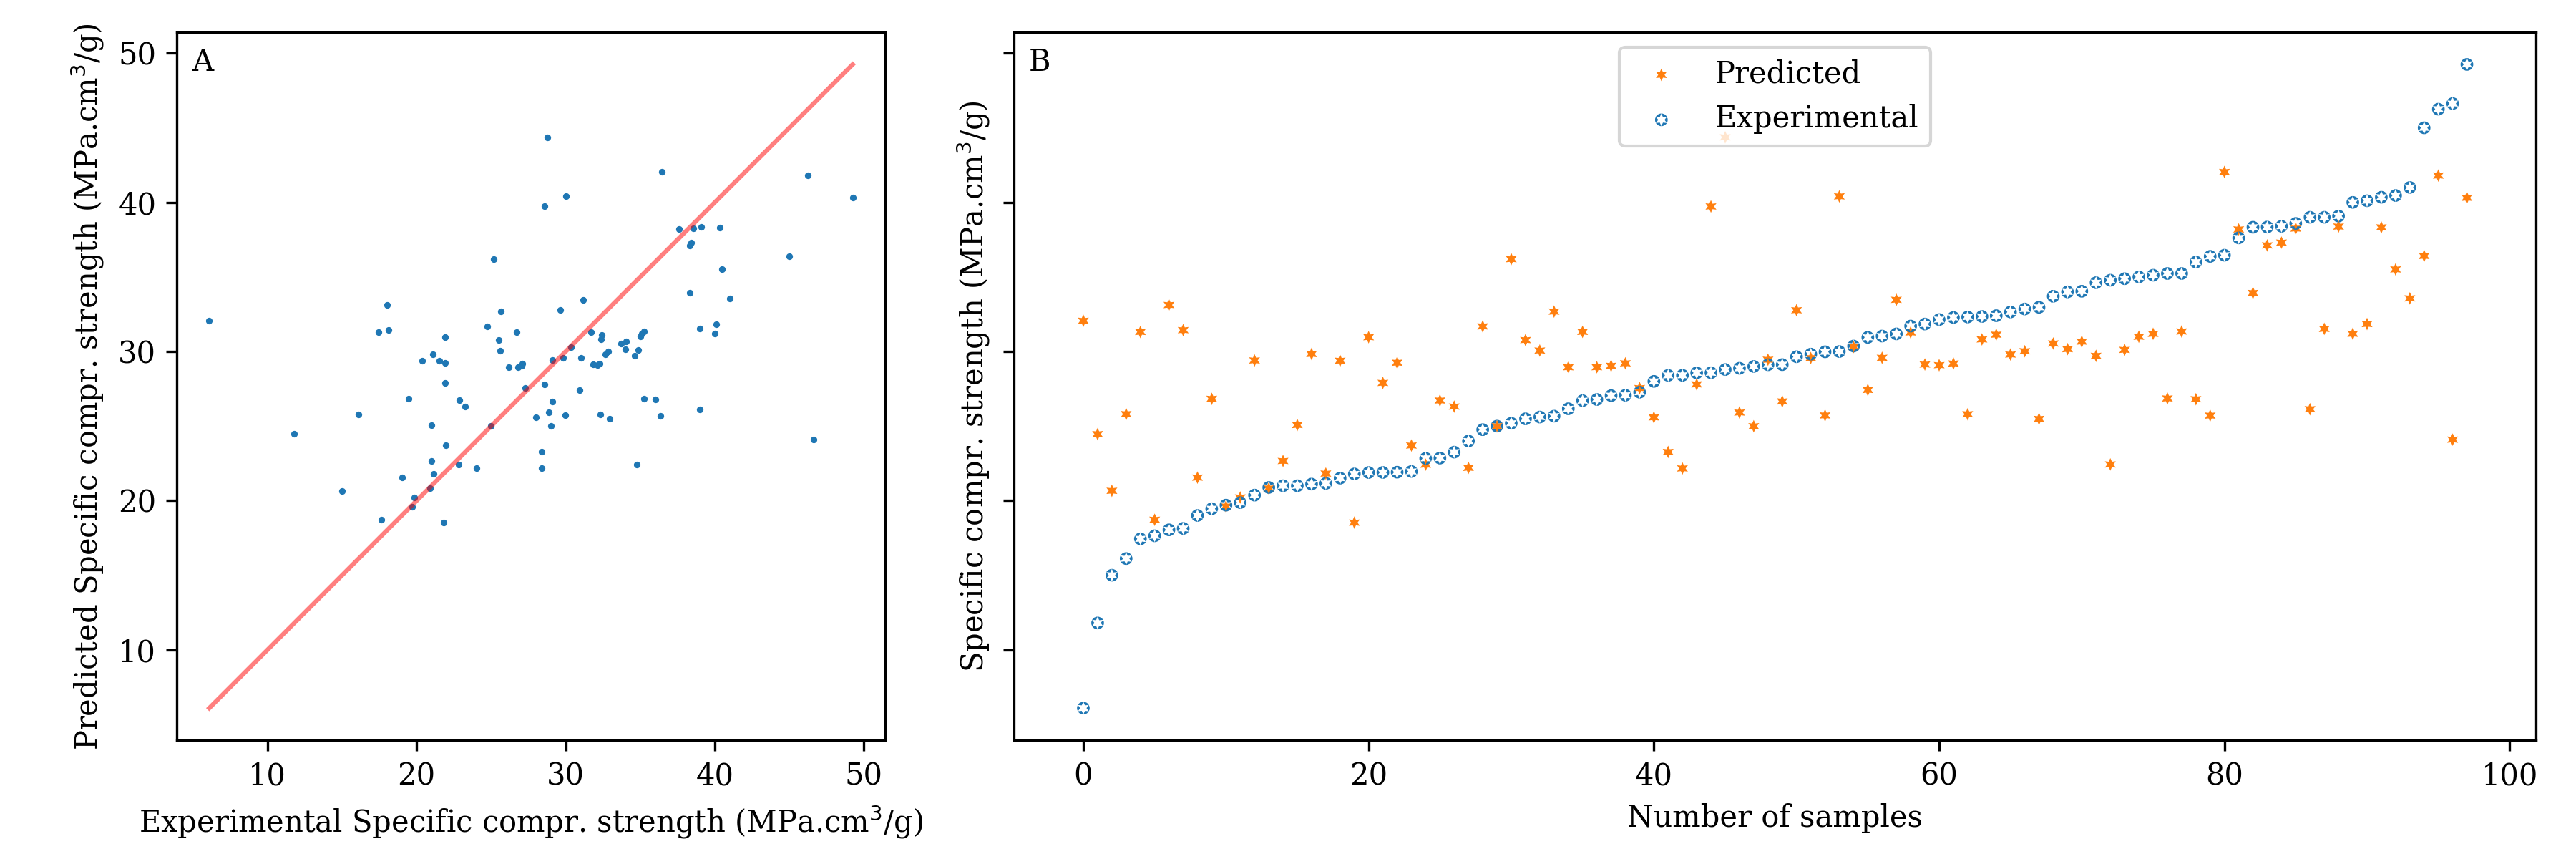 A
Predicted Specific compr. strength (MPa.cm³/g)
50
40
30
20
10
10 20 30 40 50
Experimental Specific compr. strength (MPa.cm³/g)
B
Specific compr. strength (MPa.cm³/g)
Predicted
Experimental
0 20 40 60 80 100
Number of samples